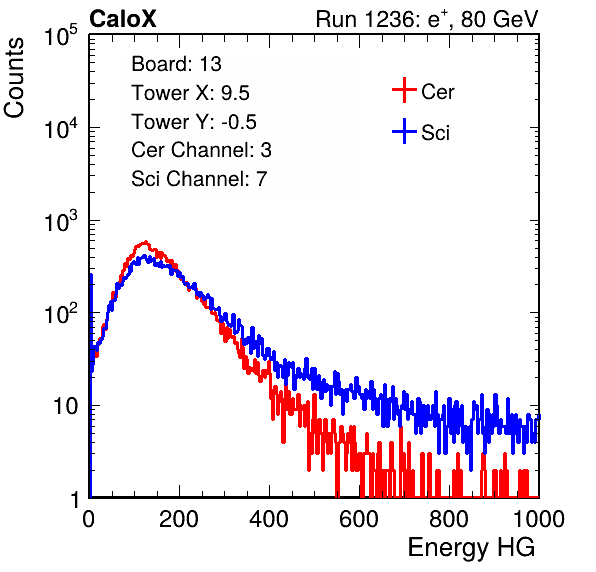 CaloX Run 1236: e⁺, 80 GeV
Counts
10⁵
10⁴
10³
10²
10
1
Board: 13
Tower X: 9.5
Tower Y: -0.5
Cer Channel: 3
Sci Channel: 7
Cer
Sci
0 200 400 600 800 1000
Energy HG